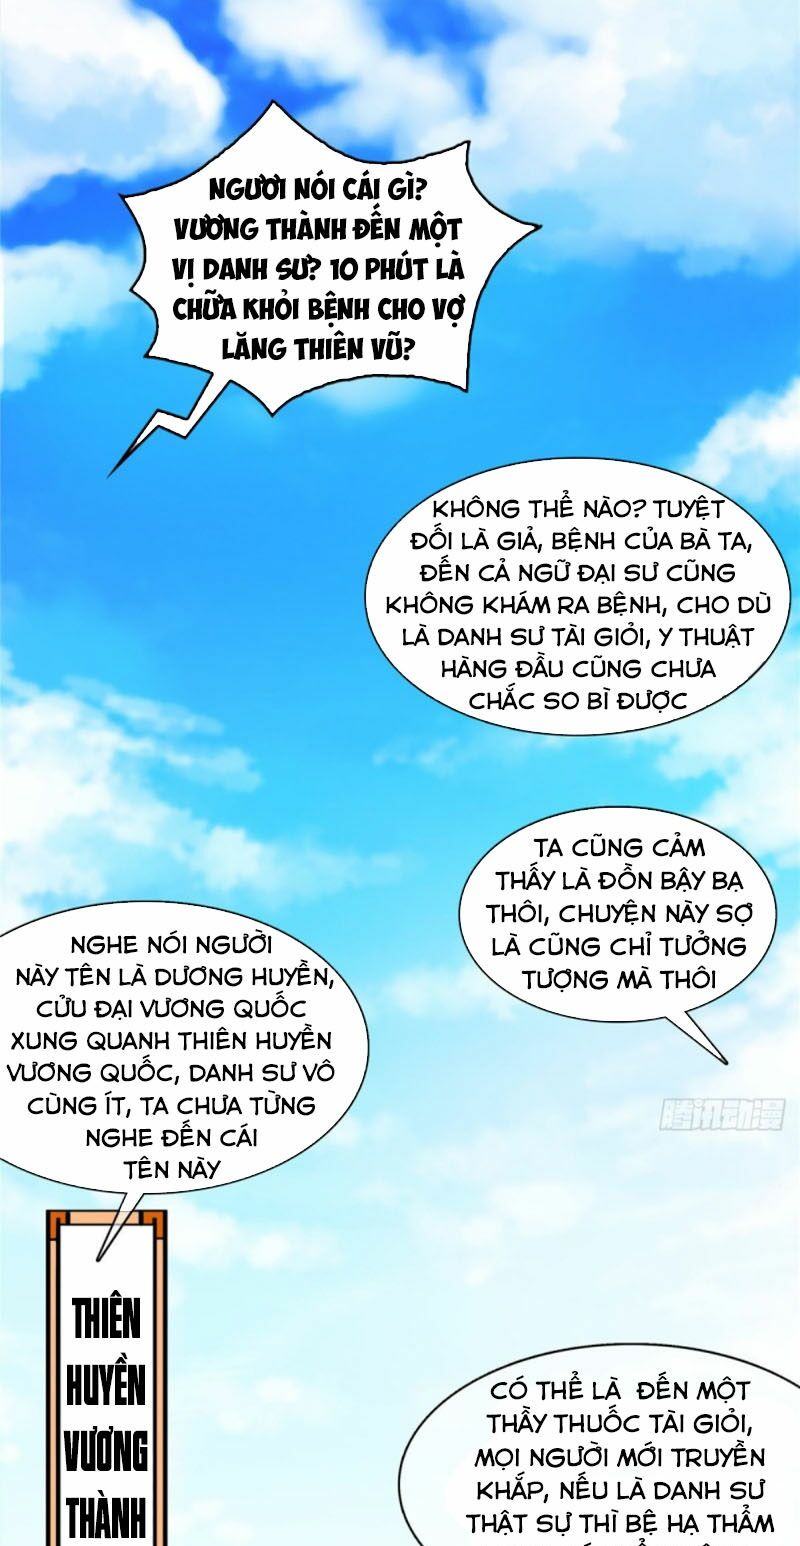 NGƯƠI NÓI CÁI GÌ?
VƯƠNG THÀNH ĐẾN MỘT
VỊ DANH SƯ? 10 PHÚT LÀ
CHỮA KHỎI BỆNH CHO VỢ
LĂNG THIÊN VŨ?
KHÔNG THỂ NÀO? TUYỆT
ĐỐI LÀ GIẢ, BỆNH CỦA BÀ TA,
ĐẾN CẢ NGŨ ĐẠI SƯ CŨNG
KHÔNG KHÁM RA BỆNH, CHO DÙ
LÀ DANH SƯ TÀI GIỎI, Y THUẬT
HÀNG ĐẦU CŨNG CHƯA
CHẮC SO BÌ ĐƯỢC
TA CŨNG CẢM
THẤY LÀ ĐỒN BẬY BẠ
THÔI, CHUYỆN NÀY SỢ
LÀ CŨNG CHỈ TƯỞNG
TƯỢNG MÀ THÔI
NGHE NÓI NGƯỜI
NÀY TÊN LÀ DƯƠNG HUYỀN,
CỬU ĐẠI VƯƠNG QUỐC
XUNG QUANH THIÊN HUYỀN
VƯƠNG QUỐC, DANH SƯ VÔ
CÙNG ÍT, TA CHƯA TỪNG
NGHE ĐẾN CÁI
TÊN NÀY
腾讯动漫
THIÊN
HUYỀN
VƯƠNG
THÀNH
CÓ THỂ LÀ ĐẾN MỘT
THẦY THUỐC TÀI GIỎI,
MỌI NGƯỜI MỚI TRUYỀN
KHẮP, NẾU LÀ DANH SƯ
THẬT SỰ THÌ BỆ HẠ THẨM